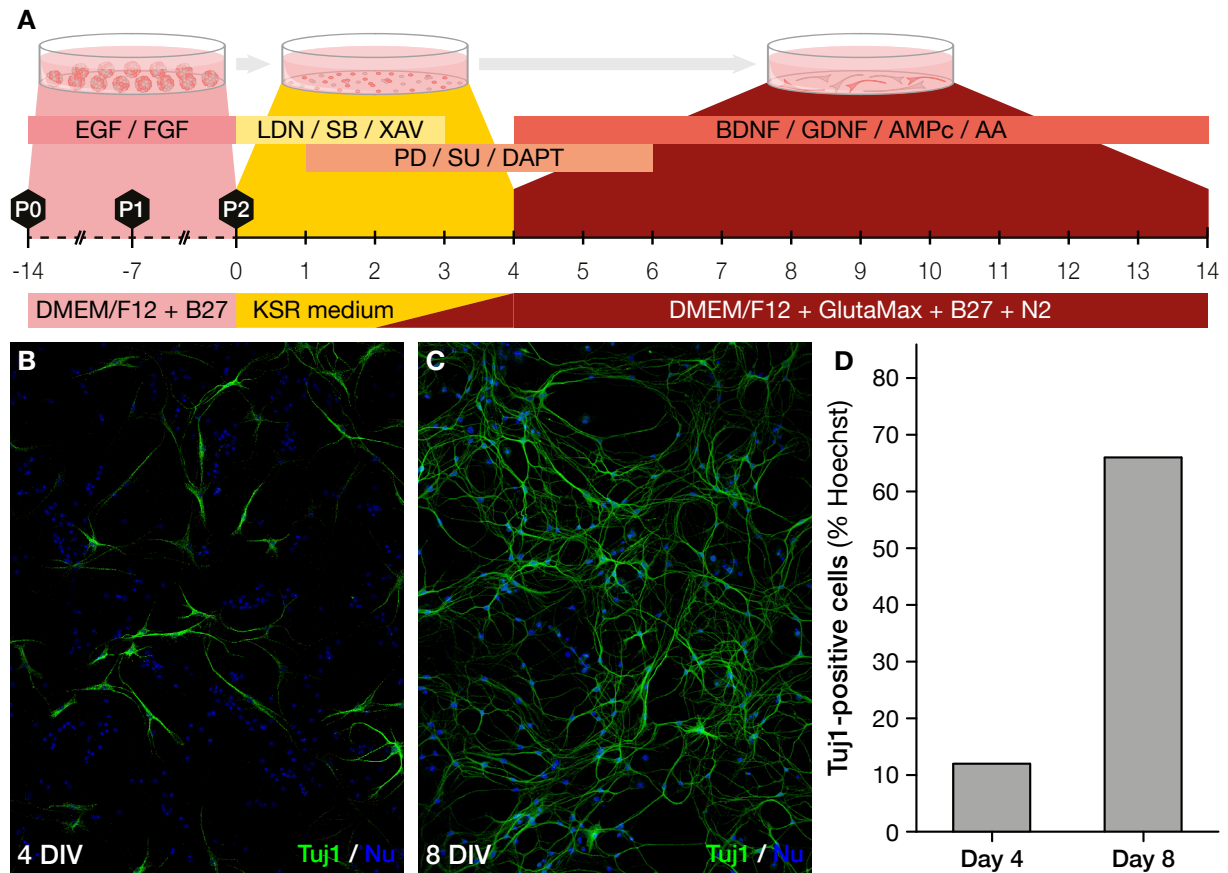 A
EGF / FGF
LDN / SB / XAV
BDNF / GDNF / AMPc / AA
PD / SU / DAPT
P0
P1
P2
-14
-7
0
1
2
3
4
5
6
7
8
9
10
11
12
13
14
DMEM/F12 + B27
KSR medium
DMEM/F12 + GlutaMax + B27 + N2
B
4 DIV
Tuj1 / Nu
C
8 DIV
Tuj1 / Nu
D
Tuj1-positive cells (% Hoechst)
80
70
60
50
40
30
20
10
0
Day 4
Day 8